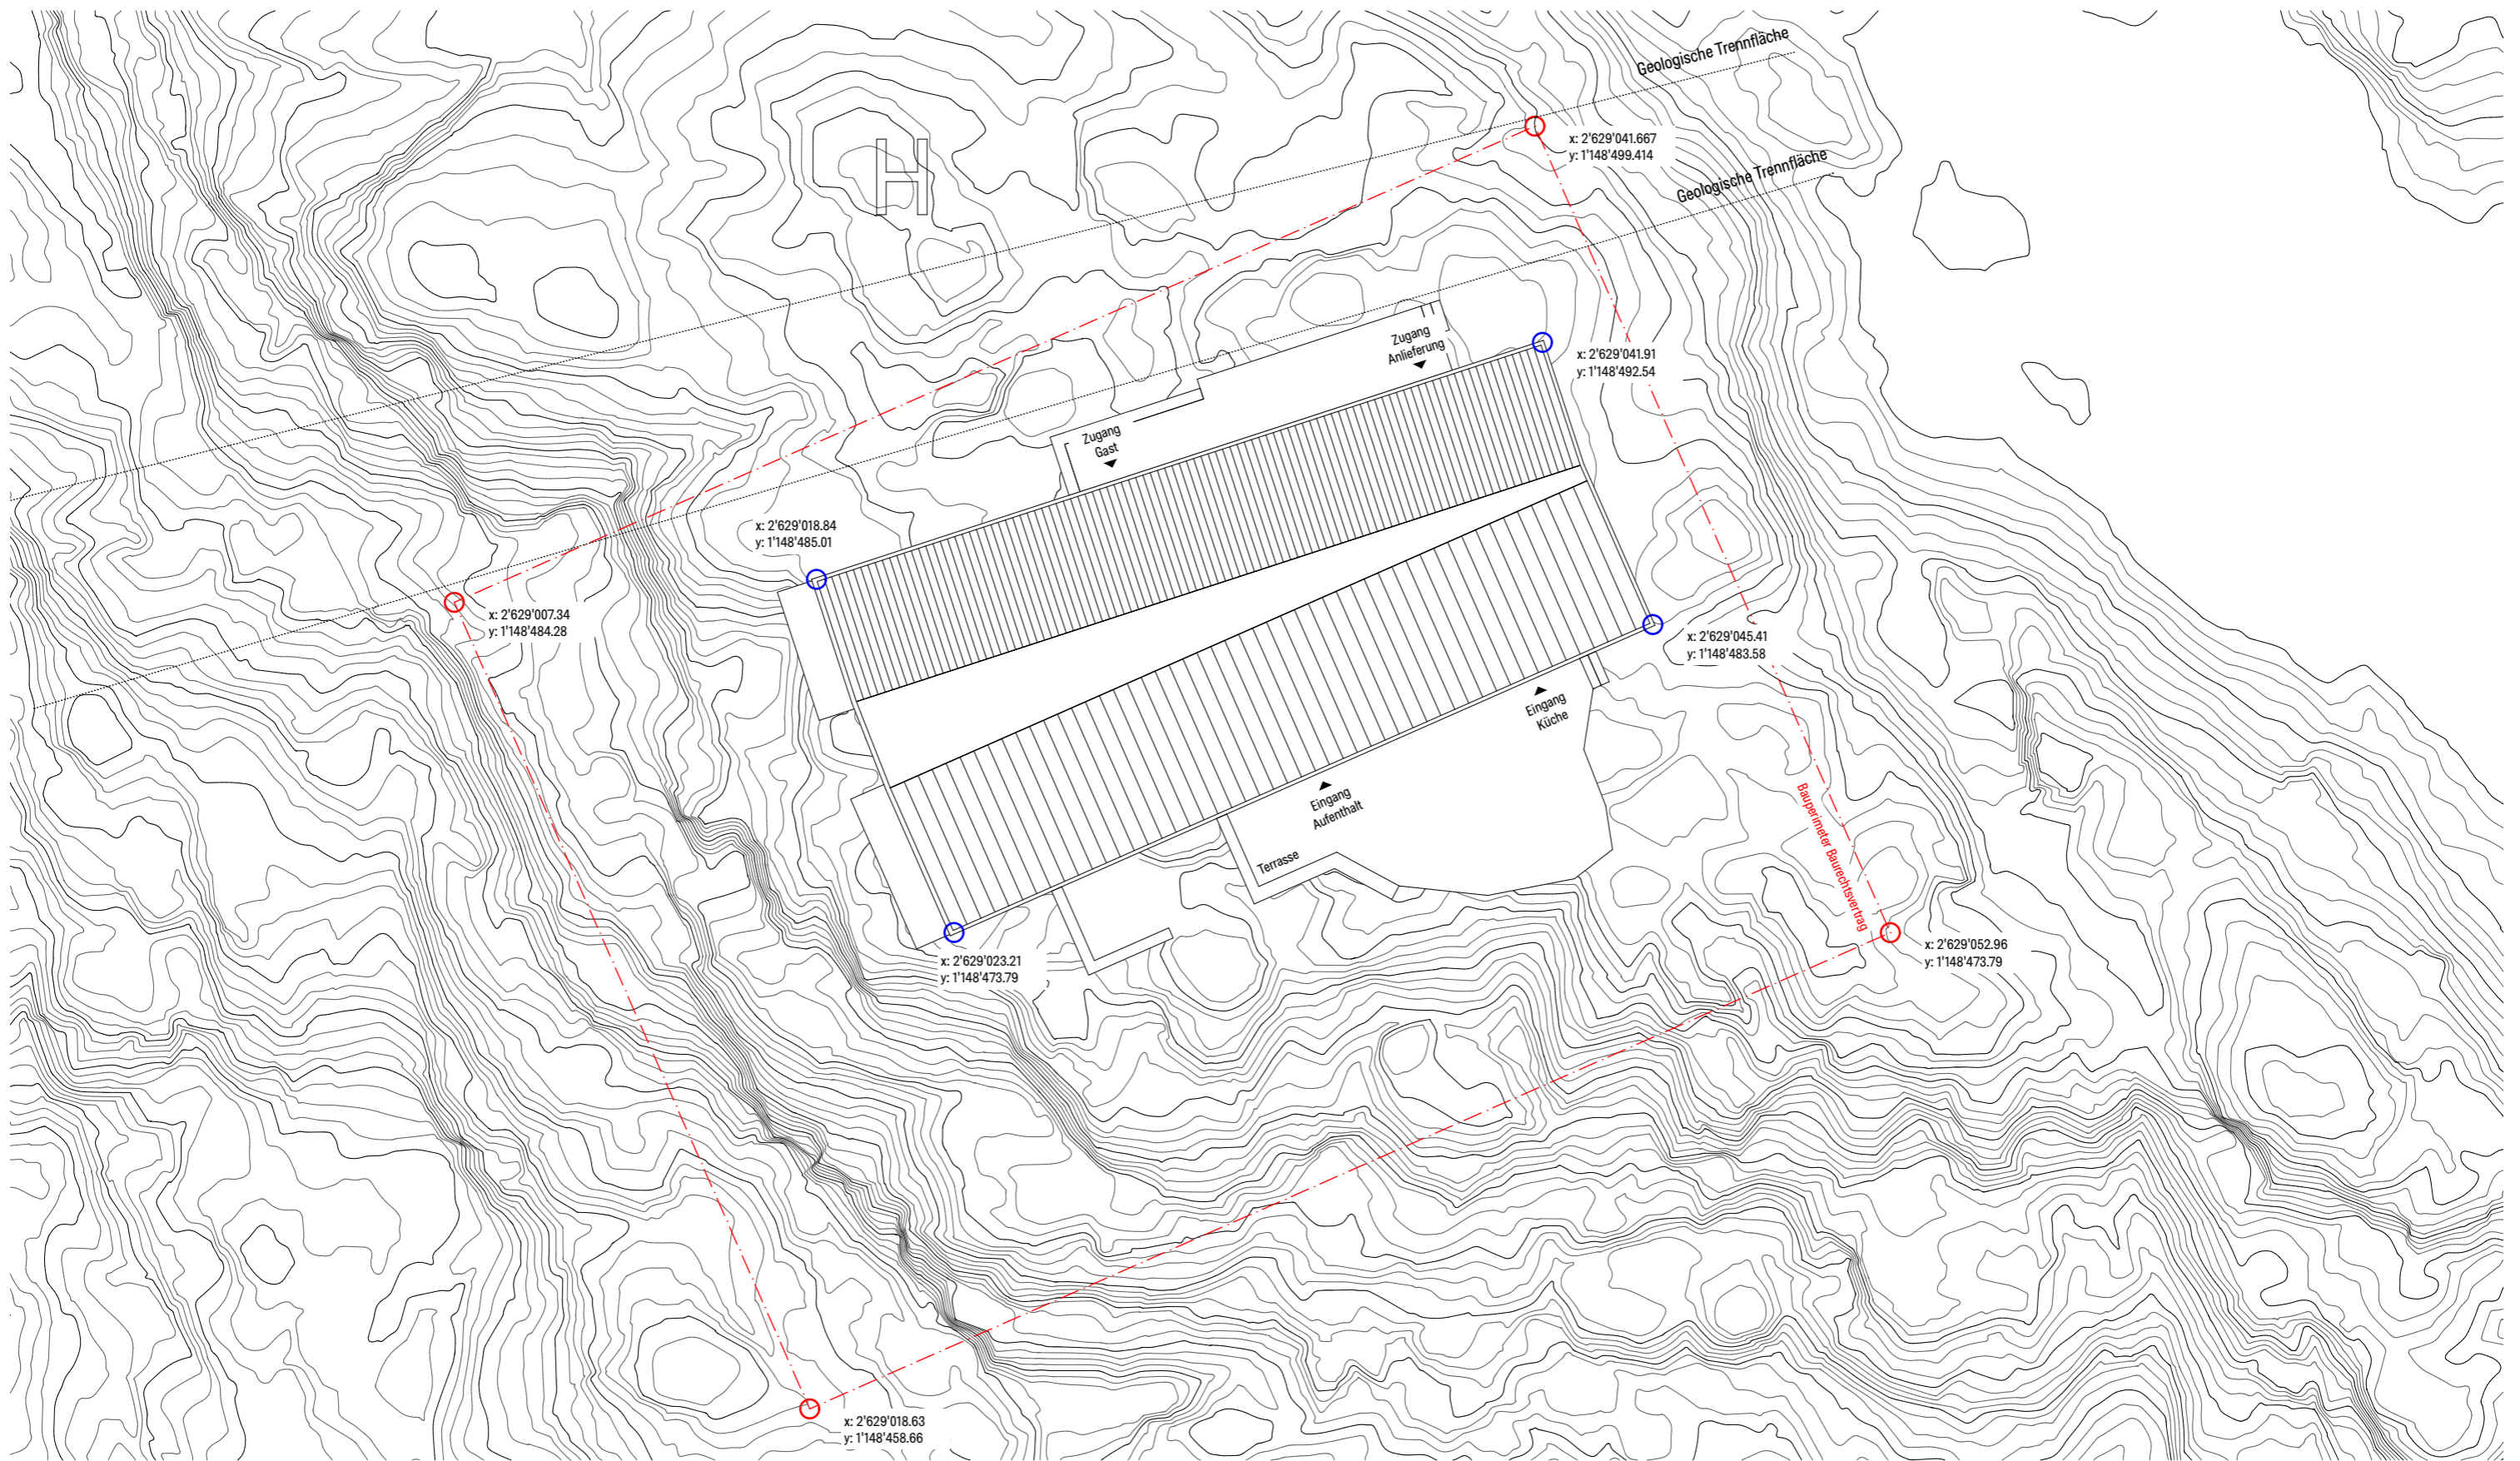 Geologische Trennfläche
x: 2'629'041.667
y: 1'148'499.414
H
Geologische Trennfläche
Zugang
Anlieferung
x: 2'629'041.91
y: 1'148'492.54
Zugang
Gast
x: 2'629'018.84
y: 1'148'485.01
x: 2'629'007.34
y: 1'148'484.28
x: 2'629'045.41
y: 1'148'483.58
Eingang
Küche
Eingang
Aufenthalt
Bauperimeter Baurechtsvertrag
Terrasse
x: 2'629'052.96
y: 1'148'473.79
x: 2'629'023.21
y: 1'148'473.79
x: 2'629'018.63
y: 1'148'458.66